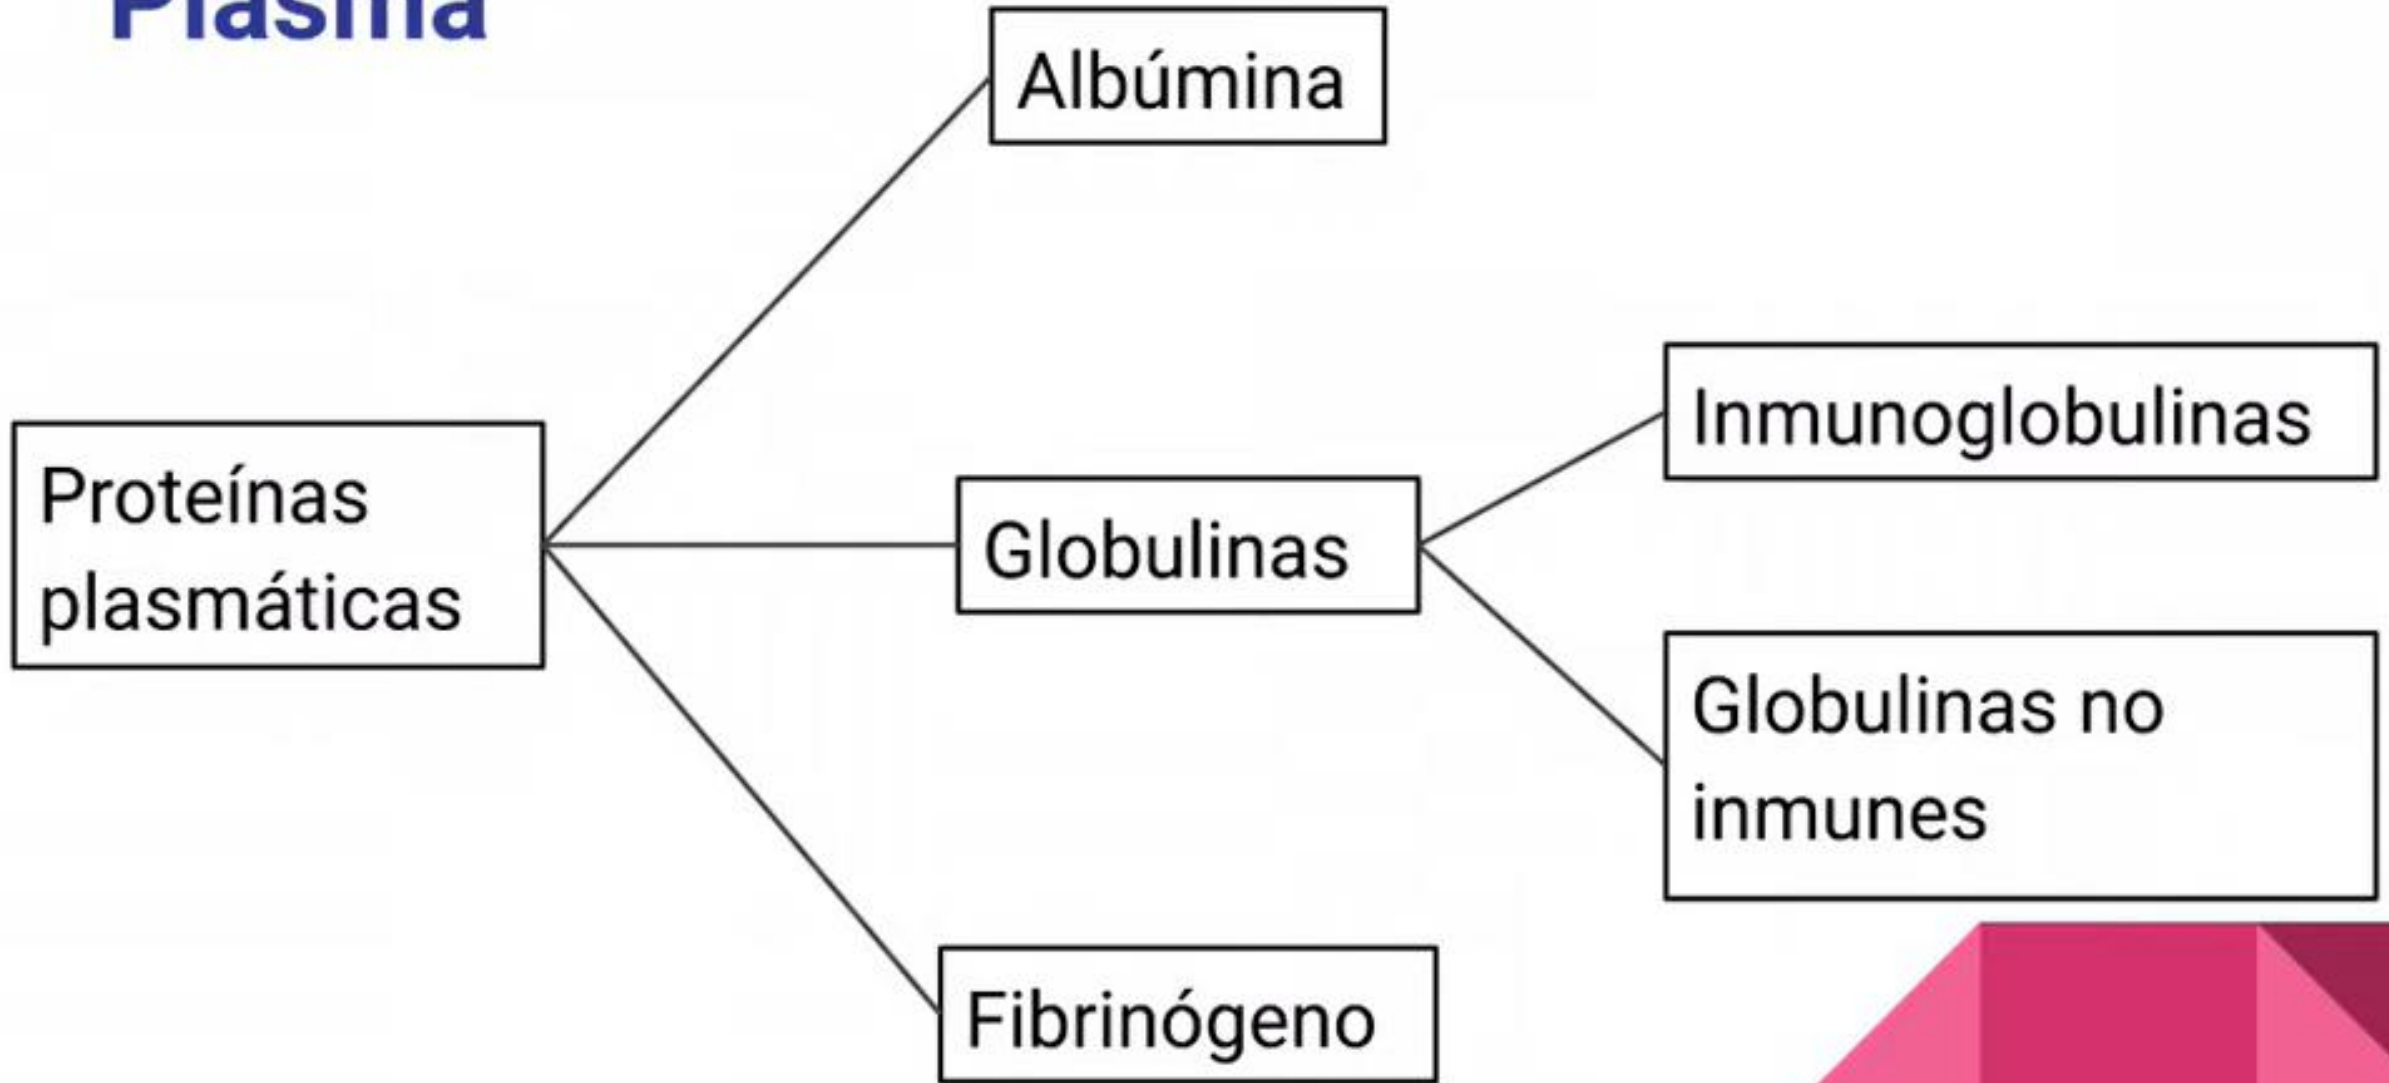 Plasma
Albúmina
Proteínas
plasmáticas
Globulinas
Inmunoglobulinas
Globulinas no
inmunes
Fibrinógeno